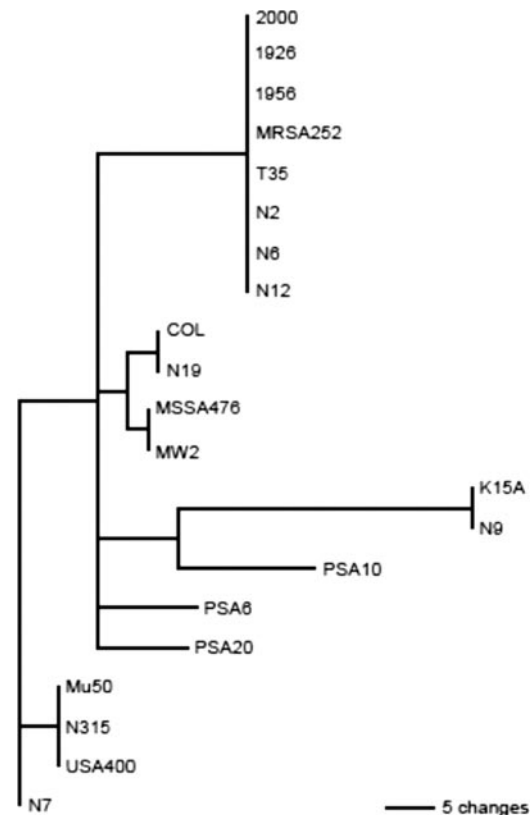 2000
1926
1956
MRSA252
T35
N2
N6
N12
COL
N19
MSSA476
MW2
K15A
N9
PSA10
PSA6
PSA20
Mu50
N315
USA400
N7
5 changes